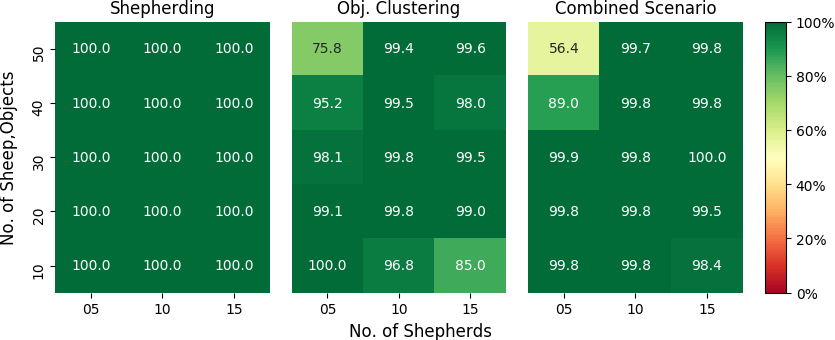 Shepherding Obj. Clustering Combined Scenario
50 100.0 100.0 100.0 75.8 99.4 99.6 56.4 99.7 99.8
40 100.0 100.0 100.0 95.2 99.5 98.0 89.0 99.8 99.8
30 100.0 100.0 100.0 98.1 99.8 99.5 99.9 99.8 100.0
20 100.0 100.0 100.0 99.1 99.8 99.0 99.8 99.8 99.5
10 100.0 100.0 100.0 100.0 96.8 85.0 99.8 99.8 98.4
05 10 15 05 10 15 05 10 15
No. of Sheep,Objects
No. of Shepherds
100%
80%
60%
40%
20%
0%